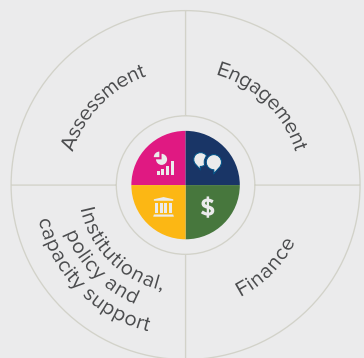 Assessment
Engagement
Institutional,
policy and
capacity support
Finance
$